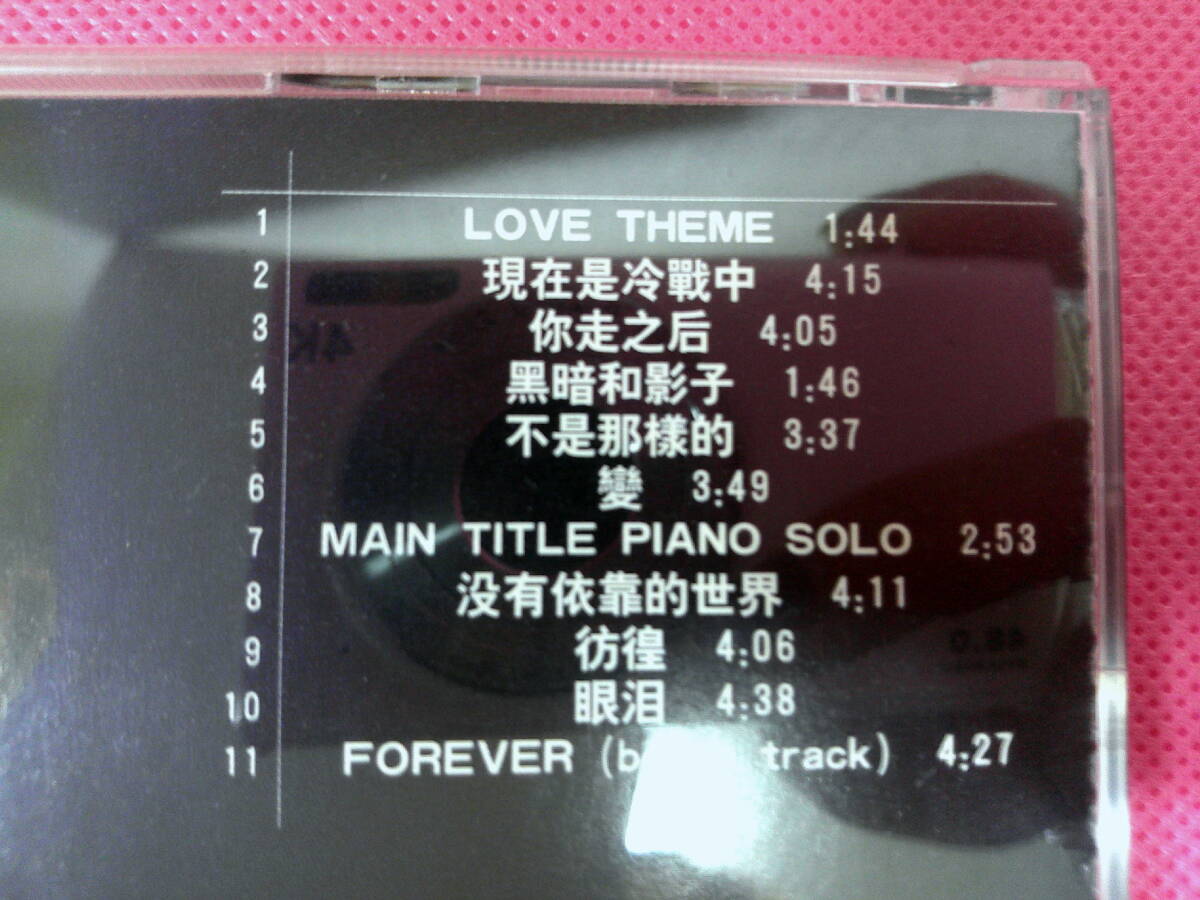 1 LOVE THEME 1:44
2 現在是冷戰中 4:15
3 你走之后 4:05
4 黑暗和影子 1:46
5 不是那樣的 3:37
6 變 3:49
7 MAIN TITLE PIANO SOLO 2:53
8 没有依靠的世界 4:11
9 彷徨 4:06
10 眼泪 4:38
11 FOREVER ( track) 4:27